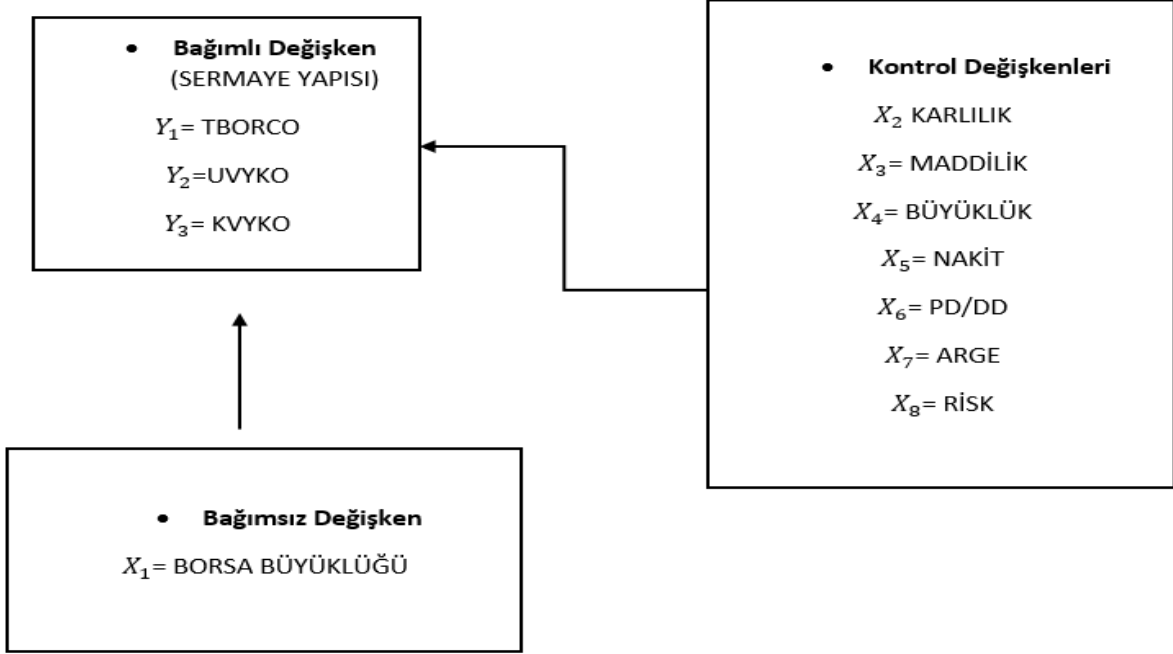 • Bağımlı Değişken
(SERMAYE YAPISI)
Y₁= TBORCO
Y₂=UVYKO
Y₃= KVYKO
• Kontrol Değişkenleri
X₂ KARLILIK
X₃= MADDİLİK
X₄= BÜYÜKLÜK
X₅= NAKİT
X₆= PD/DD
X₇= ARGE
X₈= RİSK
• Bağımsız Değişken
X₁= BORSA BÜYÜKLÜĞÜ